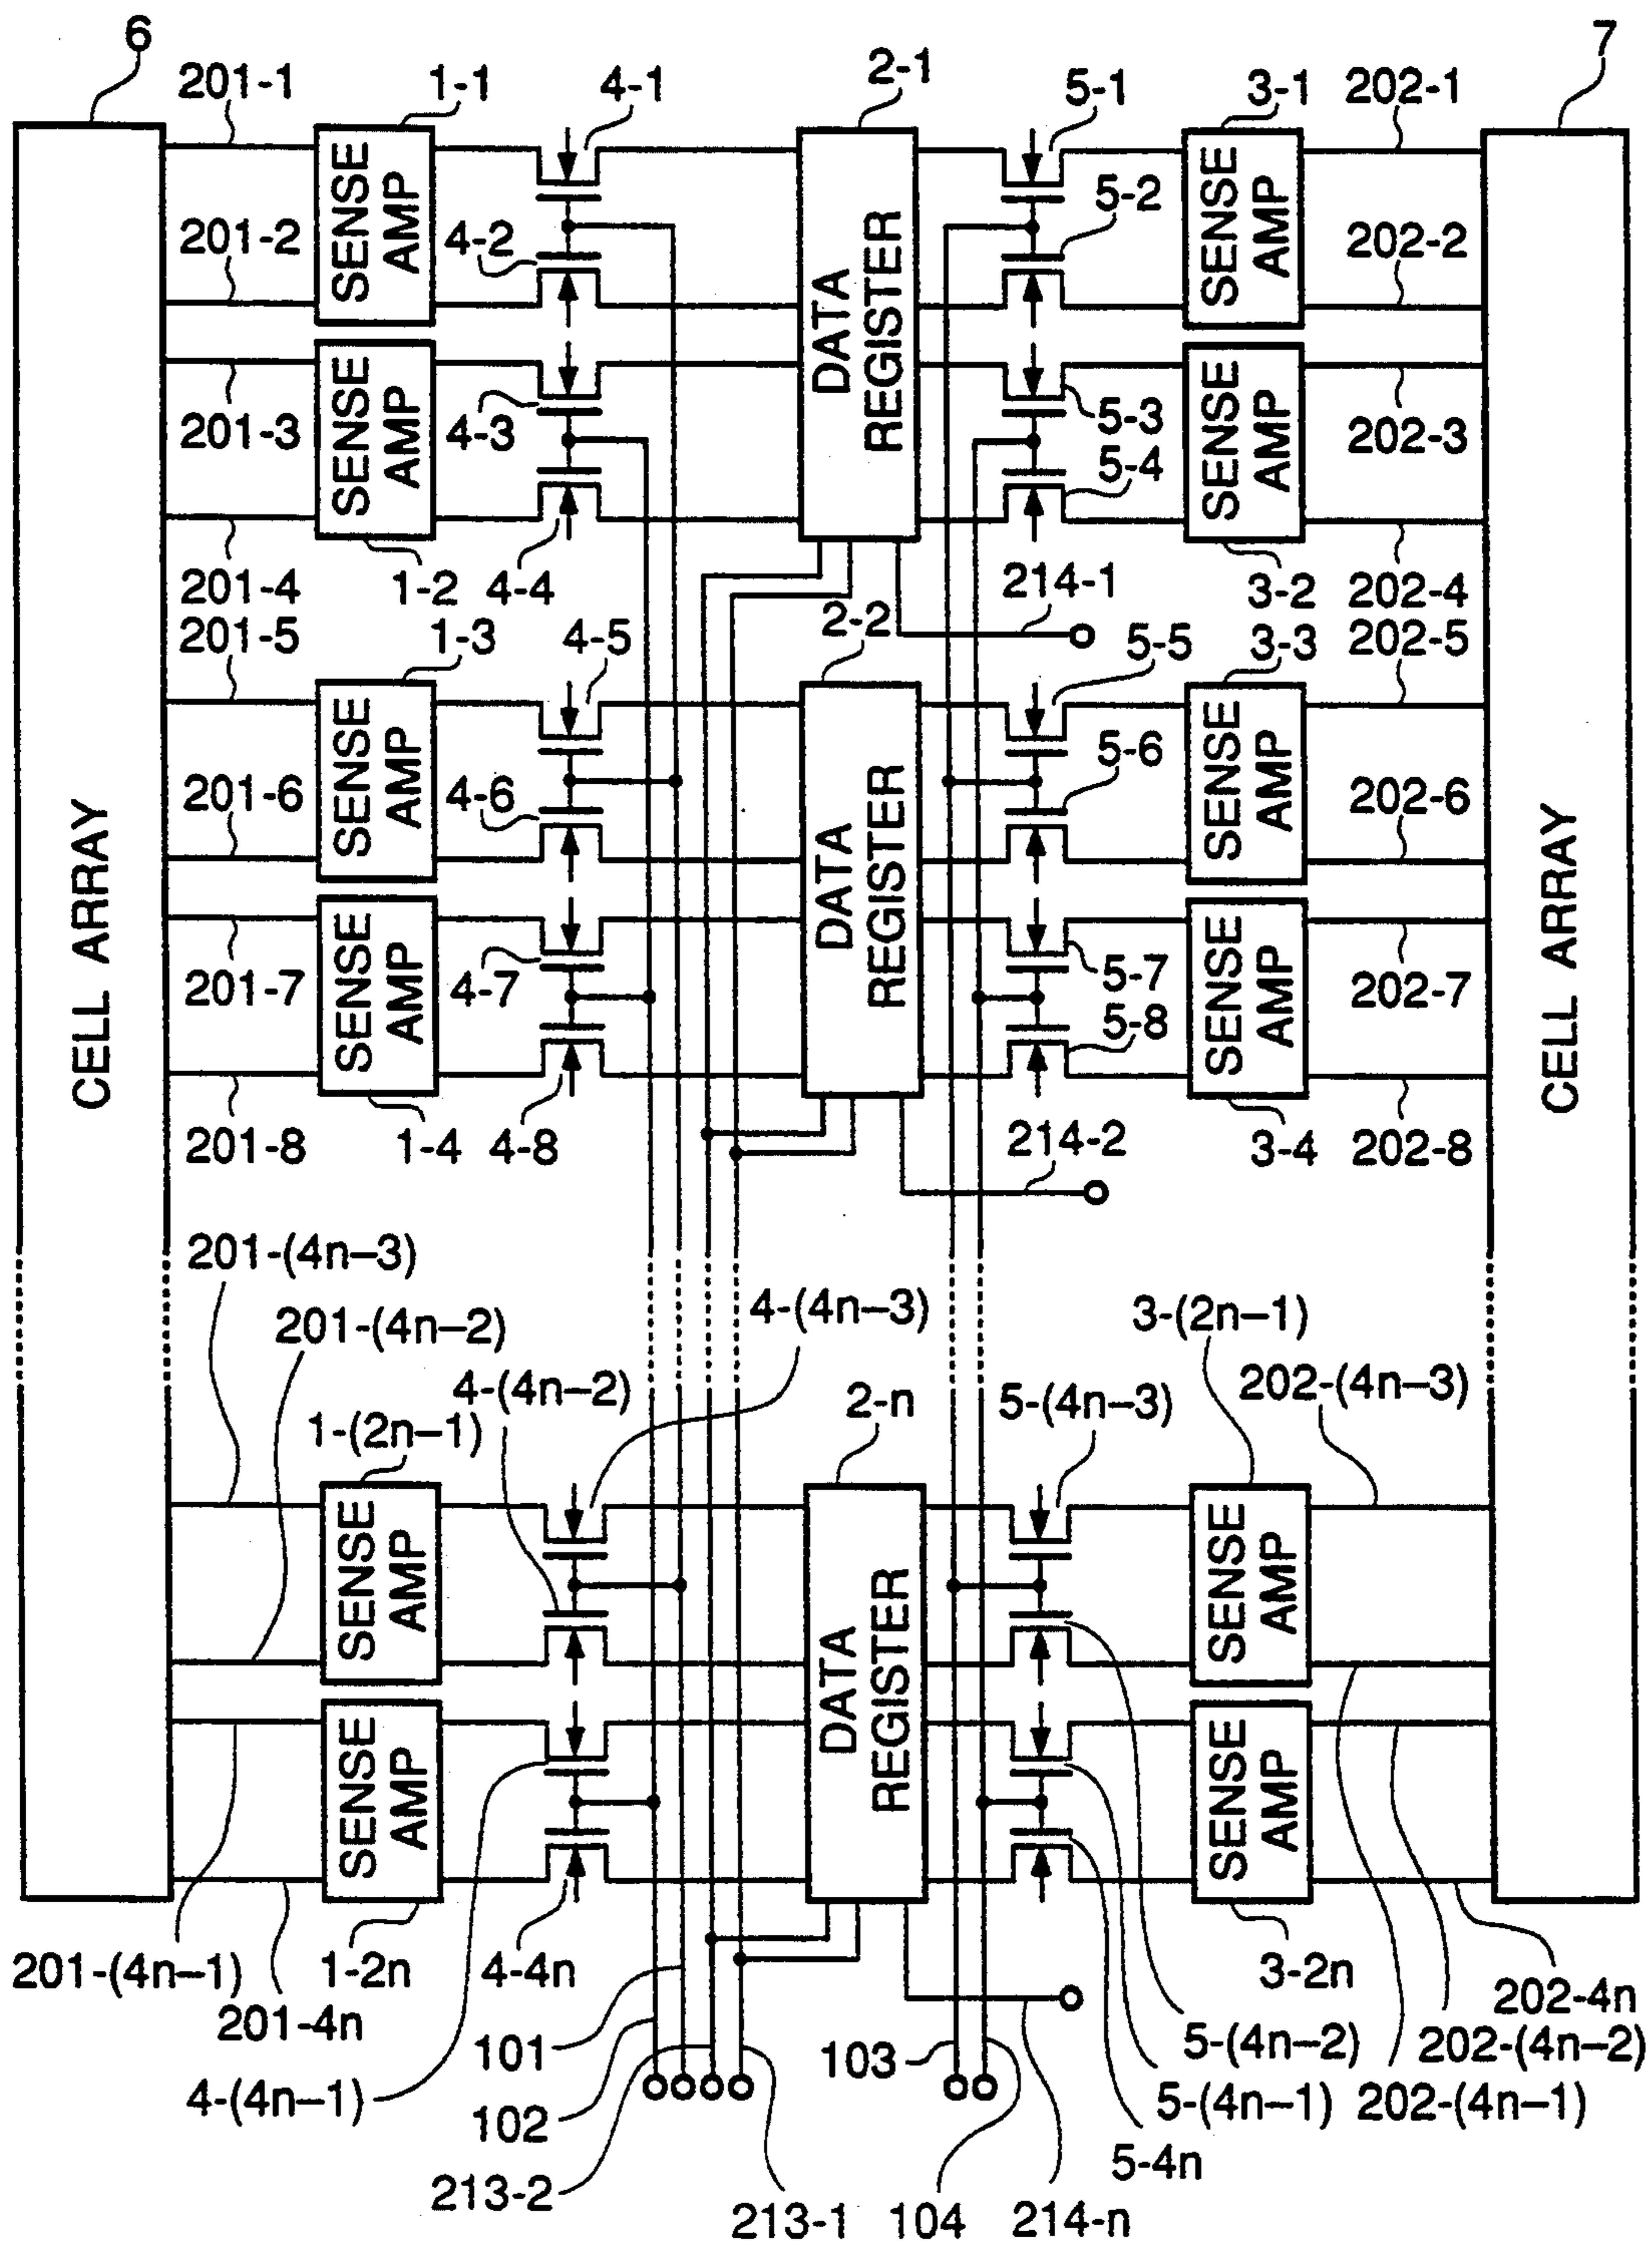 6
7
201-1
1-1
4-1
2-1
5-1
3-1
202-1
SENSE AMP
SENSE AMP
201-2
4-2
5-2
202-2
DATA REGISTER
201-3
4-3
5-3
202-3
SENSE AMP
SENSE AMP
5-4
201-4
1-2
4-4
214-1
3-2
202-4
201-5
1-3
4-5
2-2
5-5
3-3
202-5
SENSE AMP
SENSE AMP
201-6
4-6
5-6
202-6
CELL ARRAY
DATA REGISTER
CELL ARRAY
201-7
4-7
5-7
202-7
SENSE AMP
SENSE AMP
5-8
201-8
1-4
4-8
214-2
3-4
202-8
201-(4n–3)
4-(4n–3)
3-(2n–1)
201-(4n–2)
4-(4n–2)
2-n
5-(4n–3)
202-(4n–3)
1-(2n–1)
SENSE AMP
SENSE AMP
DATA REGISTER
SENSE AMP
SENSE AMP
201-(4n–1)
1-2n
4-4n
3-2n
202-4n
201-4n
101
103
5-(4n–2)
202-(4n–2)
4-(4n–1)
102
5-(4n–1)
202-(4n–1)
5-4n
213-2
213-1
104
214-n